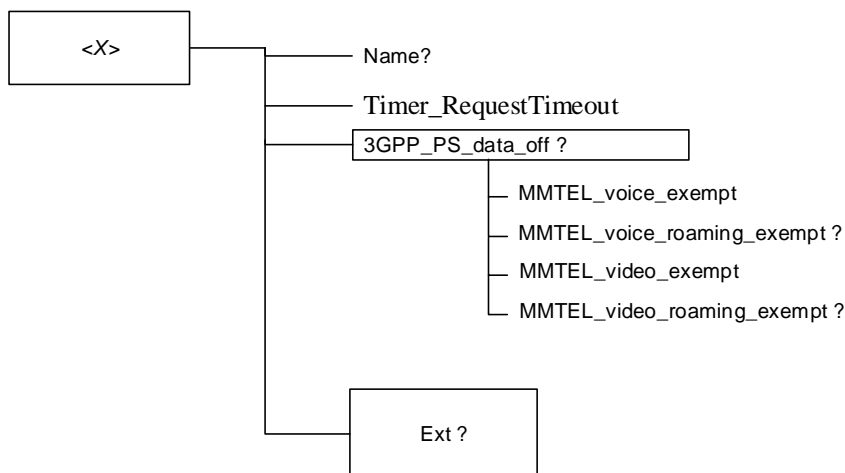 <X>
Name?
Timer_RequestTimeout
3GPP_PS_data_off ?
MMTEL_voice_exempt
MMTEL_voice_roaming_exempt ?
MMTEL_video_exempt
MMTEL_video_roaming_exempt ?
Ext ?